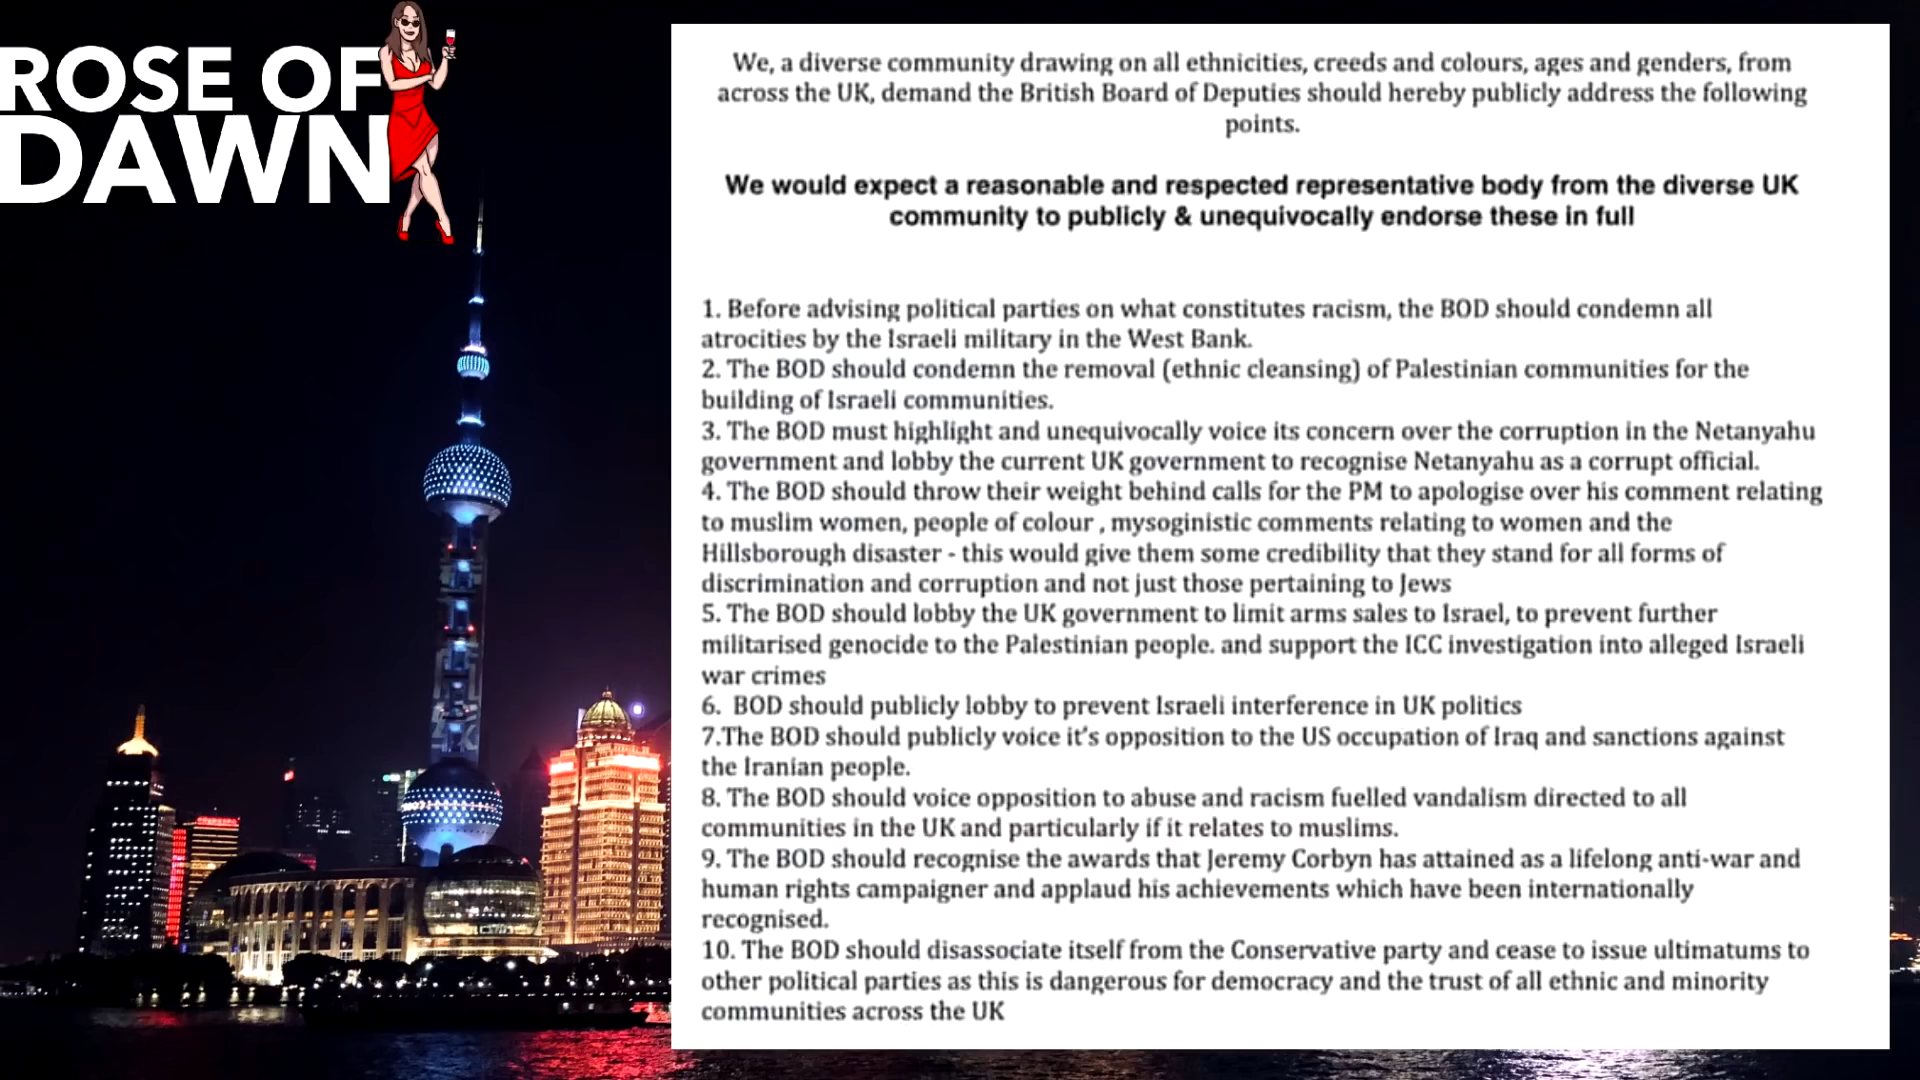 ROSE OF
DAWN
We, a diverse community drawing on all ethnicities, creeds and colours, ages and genders, from
across the UK, demand the British Board of Deputies should hereby publicly address the following
points.
We would expect a reasonable and respected representative body from the diverse UK
community to publicly & unequivocally endorse these in full
1. Before advising political parties on what constitutes racism, the BOD should condemn all
atrocities by the Israeli military in the West Bank.
2. The BOD should condemn the removal (ethnic cleansing) of Palestinian communities for the
building of Israeli communities.
3. The BOD must highlight and unequivocally voice its concern over the corruption in the Netanyahu
government and lobby the current UK government to recognise Netanyahu as a corrupt official.
4. The BOD should throw their weight behind calls for the PM to apologise over his comment relating
to muslim women, people of colour , mysoginistic comments relating to women and the
Hillsborough disaster - this would give them some credibility that they stand for all forms of
discrimination and corruption and not just those pertaining to Jews
5. The BOD should lobby the UK government to limit arms sales to Israel, to prevent further
militarised genocide to the Palestinian people. and support the ICC investigation into alleged Israeli
war crimes
6.  BOD should publicly lobby to prevent Israeli interference in UK politics
7.The BOD should publicly voice it's opposition to the US occupation of Iraq and sanctions against
the Iranian people.
8. The BOD should voice opposition to abuse and racism fuelled vandalism directed to all
communities in the UK and particularly if it relates to muslims.
9. The BOD should recognise the awards that Jeremy Corbyn has attained as a lifelong anti-war and
human rights campaigner and applaud his achievements which have been internationally
recognised.
10. The BOD should disassociate itself from the Conservative party and cease to issue ultimatums to
other political parties as this is dangerous for democracy and the trust of all ethnic and minority
communities across the UK